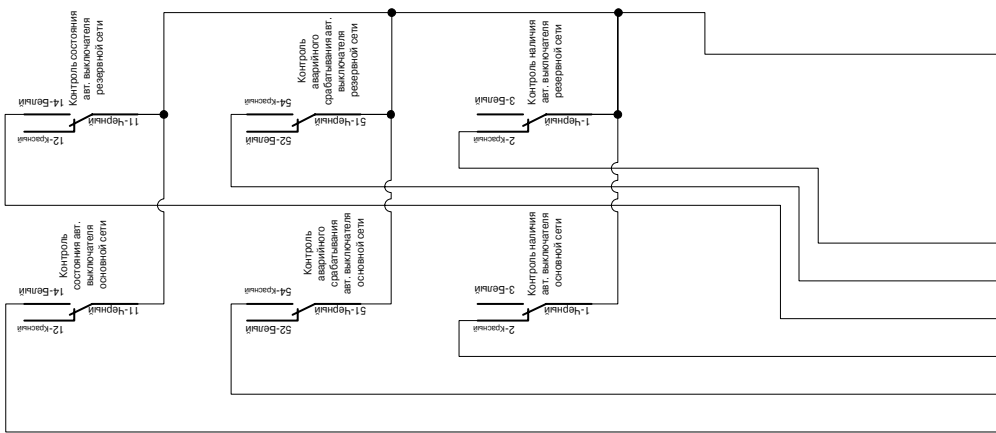 Контроль состояния
авт. выключателя
резервной сети
14-Белый
11-Черный
12-Красный
Контроль
аварийного
срабатывания авт.
выключателя
резервной сети
54-Красный
51-Черный
52-Белый
Контроль наличия
авт. выключателя
резервной сети
3-Белый
1-Черный
2-Красный
Контроль
состояния авт.
выключателя
основной сети
14-Белый
11-Черный
12-Красный
Контроль
аварийного
срабатывания
авт. выключателя
основной сети
54-Красный
51-Черный
52-Белый
Контроль наличия
авт. выключателя
основной сети
3-Белый
1-Черный
2-Красный